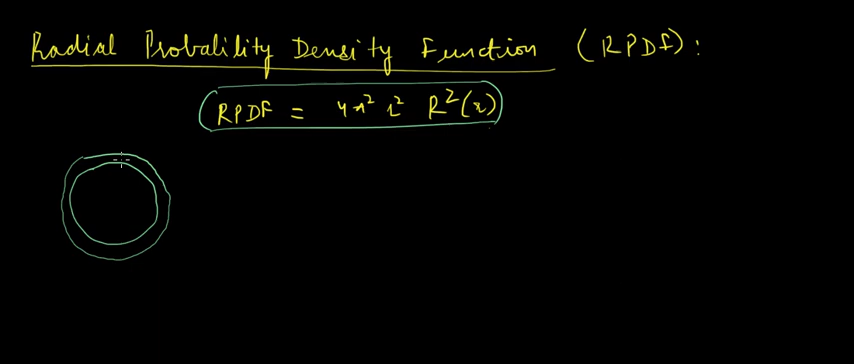 Radial Probability Density Function (RPDF):
RPDF = 4π² r² R²(r)